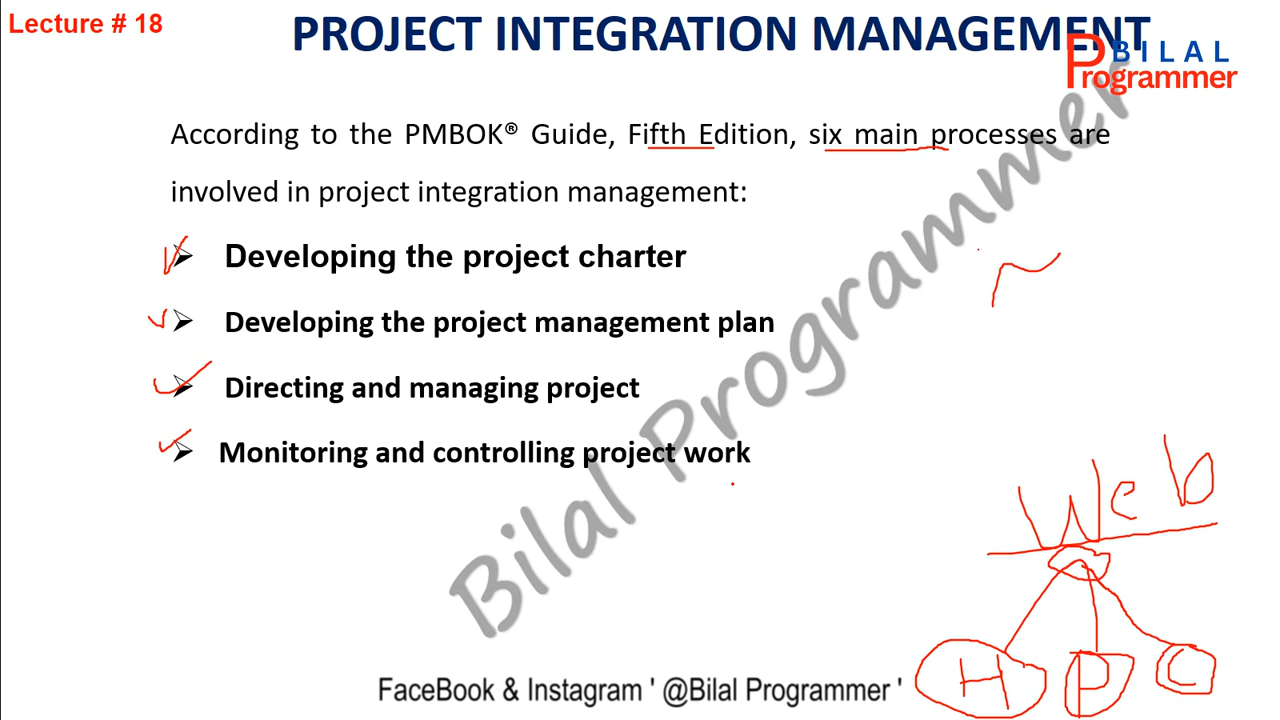 Lecture # 18
PROJECT INTEGRATION MANAGEMENT
BILAL
Programmer
According to the PMBOK® Guide, Fifth Edition, six main processes are
involved in project integration management:
➢ Developing the project charter
➢ Developing the project management plan
➢ Directing and managing project
➢ Monitoring and controlling project work
Bilal Programmer
Web
H P C
FaceBook & Instagram ' @Bilal Programmer '